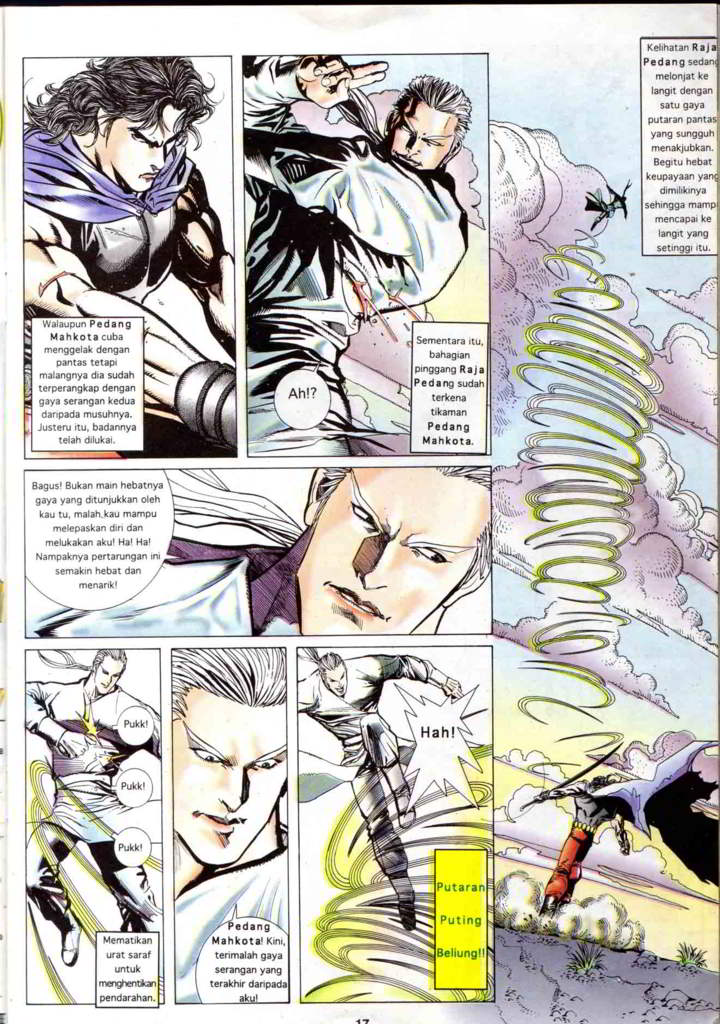 Walaupun Pedang
Mahkota cuba
menggelak dengan
pantas tetapi
malangnya dia sudah
terperangkap dengan
gaya serangan kedua
daripada musuhnya.
Justeru itu, badannya
telah dilukai.
Ah!?
Sementara itu,
bahagian
pinggang Raja
Pedang sudah
terkena
tikaman
Pedang
Mahkota.
Kelihatan Raja
Pedang sedang
melonjat ke
langit dengan
satu gaya
putaran pantas
yang sungguh
menakjubkan.
Begitu hebat
keupayaan yang
dimilikinya
sehingga mamp
mencapai ke
langit yang
setinggi itu.
Bagus! Bukan main hebatnya
gaya yang ditunjukkan oleh
kau tu, malah,kau mampu
melepaskan diri dan
melukakan aku! Ha! Ha!
Nampaknya pertarungan ini
semakin hebat dan
menarik!
Pukk!
Pukk!
Pukk!
Mematikan
urat saraf
untuk
menghentikan
pendarahan.
Pedang
Mahkota! Kini,
terimalah gaya
serangan yang
terakhir daripada
aku!
Hah!
Putaran
Puting
Beliung!!
17